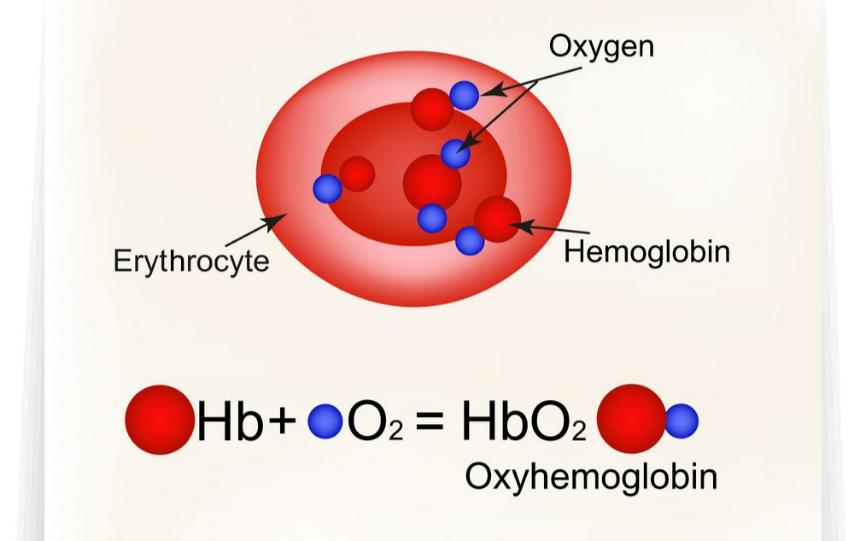 Oxygen
Erythrocyte
Hemoglobin
Hb+ O₂ = HbO₂
Oxyhemoglobin